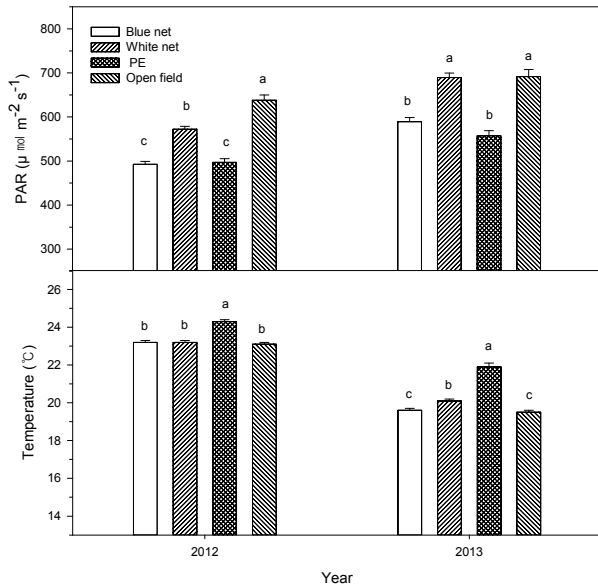 Blue net
White net
PE
Open field
PAR (μ mol m-2 s-1)
800
700
600
500
400
300
c
b
c
a
b
a
b
a
Temperature (℃)
26
24
22
20
18
16
14
b
b
a
b
c
b
a
c
2012
2013
Year